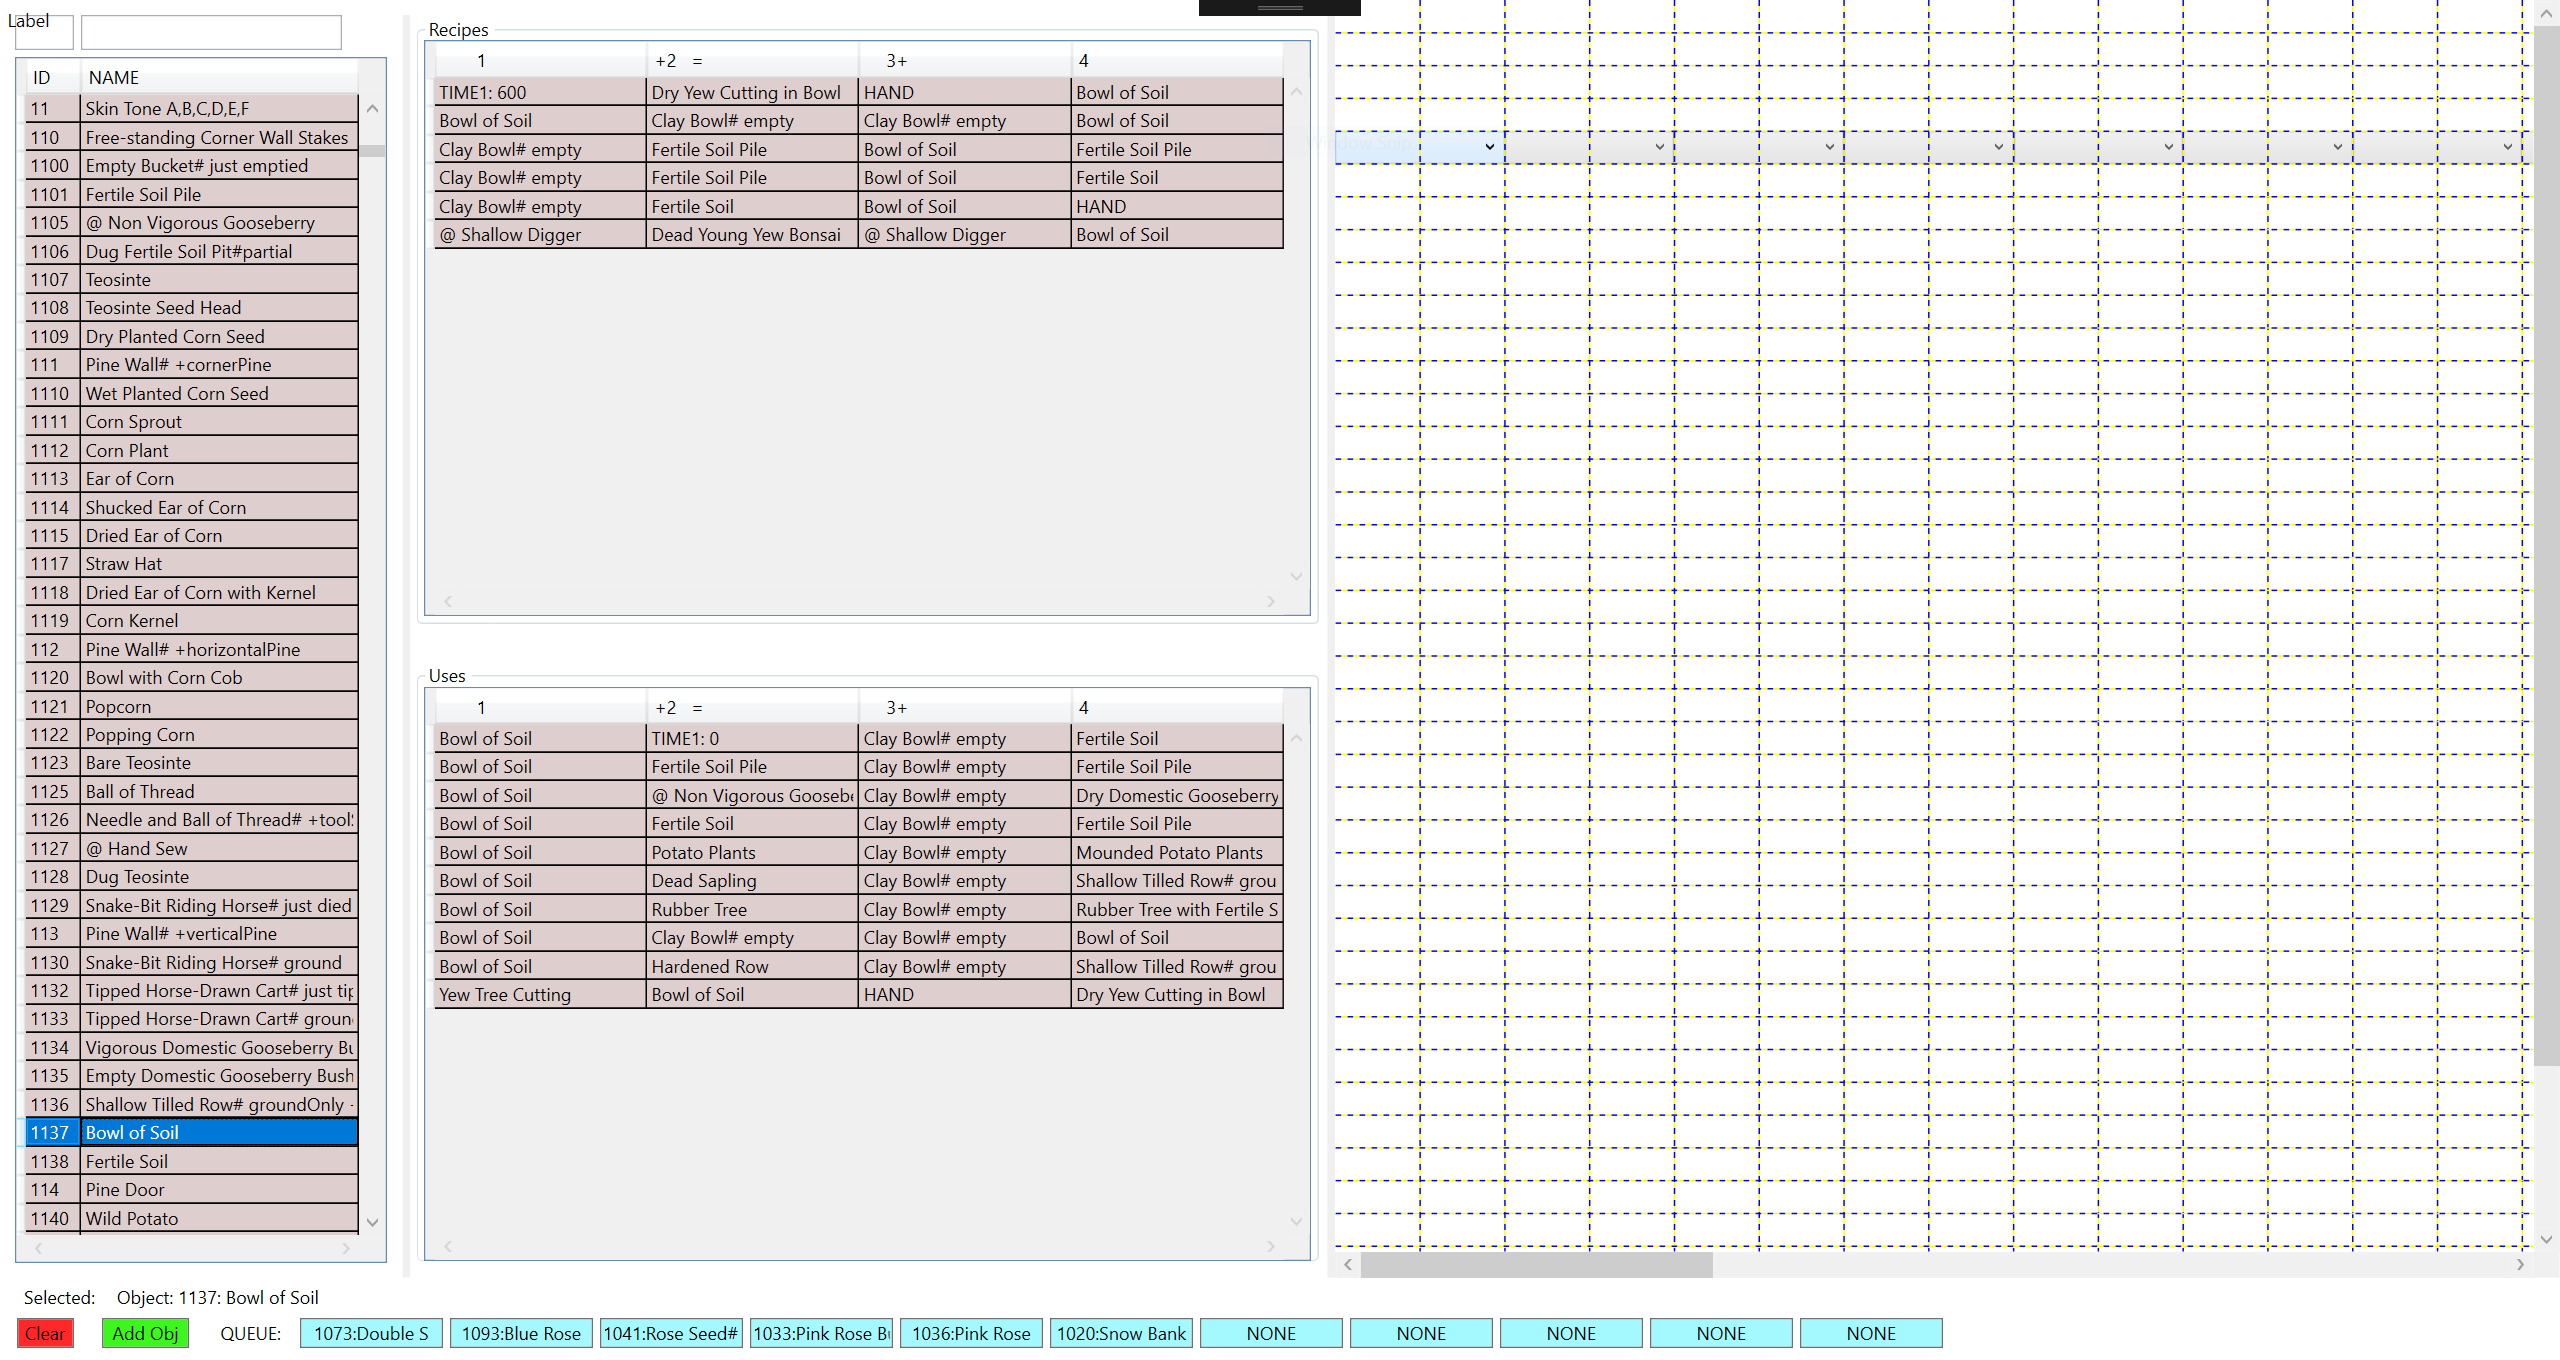 Label
ID NAME
11 Skin Tone A,B,C,D,E,F
110 Free-standing Corner Wall Stakes
1100 Empty Bucket# just emptied
1101 Fertile Soil Pile
1105 @ Non Vigorous Gooseberry
1106 Dug Fertile Soil Pit#partial
1107 Teosinte
1108 Teosinte Seed Head
1109 Dry Planted Corn Seed
111 Pine Wall# +cornerPine
1110 Wet Planted Corn Seed
1111 Corn Sprout
1112 Corn Plant
1113 Ear of Corn
1114 Shucked Ear of Corn
1115 Dried Ear of Corn
1117 Straw Hat
1118 Dried Ear of Corn with Kernel
1119 Corn Kernel
112 Pine Wall# +horizontalPine
1120 Bowl with Corn Cob
1121 Popcorn
1122 Popping Corn
1123 Bare Teosinte
1125 Ball of Thread
1126 Needle and Ball of Thread# +tool
1127 @ Hand Sew
1128 Dug Teosinte
1129 Snake-Bit Riding Horse# just died
113 Pine Wall# +verticalPine
1130 Snake-Bit Riding Horse# ground
1132 Tipped Horse-Drawn Cart# just tip
1133 Tipped Horse-Drawn Cart# groun
1134 Vigorous Domestic Gooseberry Bu
1135 Empty Domestic Gooseberry Bush
1136 Shallow Tilled Row# groundOnly -
1137 Bowl of Soil
1138 Fertile Soil
114 Pine Door
1140 Wild Potato
Recipes
1 +2 = 3+ 4
TIME1: 600 Dry Yew Cutting in Bowl HAND Bowl of Soil
Bowl of Soil Clay Bowl# empty Clay Bowl# empty Bowl of Soil
Clay Bowl# empty Fertile Soil Pile Bowl of Soil Fertile Soil Pile
Clay Bowl# empty Fertile Soil Pile Bowl of Soil Fertile Soil
Clay Bowl# empty Fertile Soil Bowl of Soil HAND
@ Shallow Digger Dead Young Yew Bonsai @ Shallow Digger Bowl of Soil
Uses
1 +2 = 3+ 4
Bowl of Soil TIME1: 0 Clay Bowl# empty Fertile Soil
Bowl of Soil Fertile Soil Pile Clay Bowl# empty Fertile Soil Pile
Bowl of Soil @ Non Vigorous Gooseb Clay Bowl# empty Dry Domestic Gooseberry
Bowl of Soil Fertile Soil Clay Bowl# empty Fertile Soil Pile
Bowl of Soil Potato Plants Clay Bowl# empty Mounded Potato Plants
Bowl of Soil Dead Sapling Clay Bowl# empty Shallow Tilled Row# grou
Bowl of Soil Rubber Tree Clay Bowl# empty Rubber Tree with Fertile S
Bowl of Soil Clay Bowl# empty Clay Bowl# empty Bowl of Soil
Bowl of Soil Hardened Row Clay Bowl# empty Shallow Tilled Row# grou
Yew Tree Cutting Bowl of Soil HAND Dry Yew Cutting in Bowl
Selected: Object: 1137: Bowl of Soil
Clear Add Obj QUEUE: 1073:Double S 1093:Blue Rose 1041:Rose Seed# 1033:Pink Rose B 1036:Pink Rose 1020:Snow Bank NONE NONE NONE NONE NONE